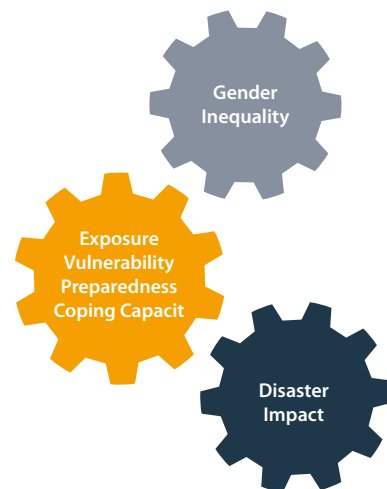 Gender
Inequality
Exposure
Vulnerability
Preparedness
Coping Capacit
Disaster
Impact